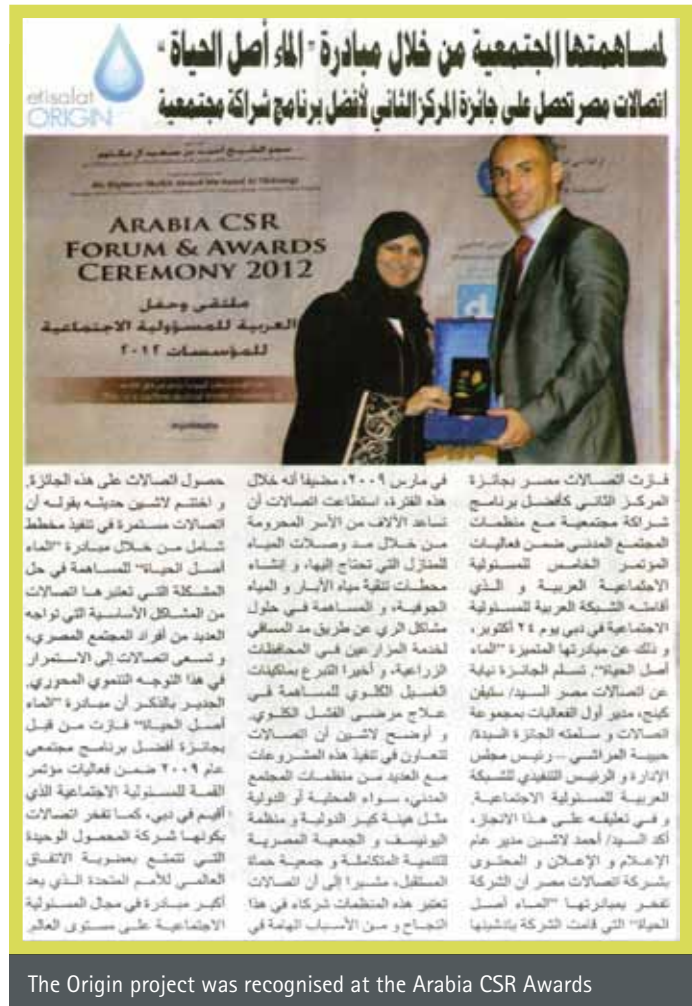 لمساهمتها المجتمعية من خلال مبادرة "الماء أصل الحياة"
اتصالات مصر تحصل على جائزة المركز الثاني لأفضل برنامج شراكة مجتمعية
etisalat
ORIGIN
سمو الشيخ أحمد بن سعيد آل مكتوم
ARABIA CSR
FORUM & AWARDS
CEREMONY 2012
ملتقى وحفل
العربية للمسؤولية الاجتماعية
للمؤسسات ٢٠١٢
فازت اتصالات مصر بجائزة
المركز الثاني كأفضل برنامج
شراكة مجتمعية مع منظمات
المجتمع المدني ضمن فعاليات
المؤتمر الخامس للمسئولية
الاجتماعية العربية و الذي
أقامته الشبكة العربية للمسئولية
الاجتماعية في دبي يوم ٢٤ أكتوبر،
و ذلك عن مبادرتها المتميزة "الماء
أصل الحياة". تسلم الجائزة نيابة
عن اتصالات مصر السيد/ ستيفن
كينج، مدير أول الفعاليات بمجموعة
اتصالات و سلمته الجائزة السيدة/
حبيبة المراشي – رئيس مجلس
الإدارة و الرئيس التنفيذي للشبكة
العربية للمسئولية الاجتماعية.
و في تعليقه على هذا الانجاز،
أكد السيد/ أحمد لاشين مدير عام
الإعلام و الإعلان و المحتوى
بشركة اتصالات مصر أن الشركة
تفخر بمبادرتها "الماء أصل
الحياة" التي قامت الشركة بتدشينها
في مارس ٢٠٠٩، مضيفا أنه خلال
هذه الفترة، استطاعت اتصالات أن
تساعد الآلاف من الأسر المحرومة
من خلال مد وصلات المياه
للمنازل التي تحتاج إليها، و إنشاء
محطات تنقية مياه الأبار و المياه
الجوفية، و المساهمة في حلول
مشاكل الري عن طريق مد المساقي
لخدمة المزارعين في المحافظات
الزراعية، و أخيرا التبرع بماكينات
الغسيل الكلوي للمساهمة في
علاج مرضى الفشل الكلوي.
و أوضح لاشين أن اتصالات
تتعاون في تنفيذ هذه المشروعات
مع العديد من منظمات المجتمع
المدني، سواء المحلية أو الدولية
مثل هيئة كير الدولية و منظمة
اليونيسف و الجمعية المصرية
للتنمية المتكاملة و جمعية حماة
المستقبل، مشيرا إلى أن اتصالات
تعتبر هذه المنظمات شركاء في هذا
النجاح و من الأسباب الهامة في
حصول اتصالات على هذه الجائزة.
و اختتم لاشين حديثه بقوله أن
اتصالات مستمرة في تنفيذ مخطط
شامل من خلال مبادرة "الماء
أصل الحياة" للمساهمة في حل
المشكلة التي تعتبرها اتصالات
من المشاكل الأساسية التي تواجه
العديد من أفراد المجتمع المصري،
و تسعى اتصالات إلى الاستمرار
في هذا التوجه التنموي المحوري.
الجدير بالذكر أن مبادرة "الماء
أصل الحياة" فازت من قبل
بجائزة أفضل برنامج مجتمعي
عام ٢٠٠٩ ضمن فعاليات مؤتمر
القمة للمسئولية الاجتماعية الذي
أقيم في دبي، كما تفخر اتصالات
بكونها شركة المحمول الوحيدة
التي تتمتع بعضوية الاتفاق
العالمي للأمم المتحدة الذي يعد
أكبر مبادرة في مجال المسئولية
الاجتماعية على مستوى العالم.
The Origin project was recognised at the Arabia CSR Awards